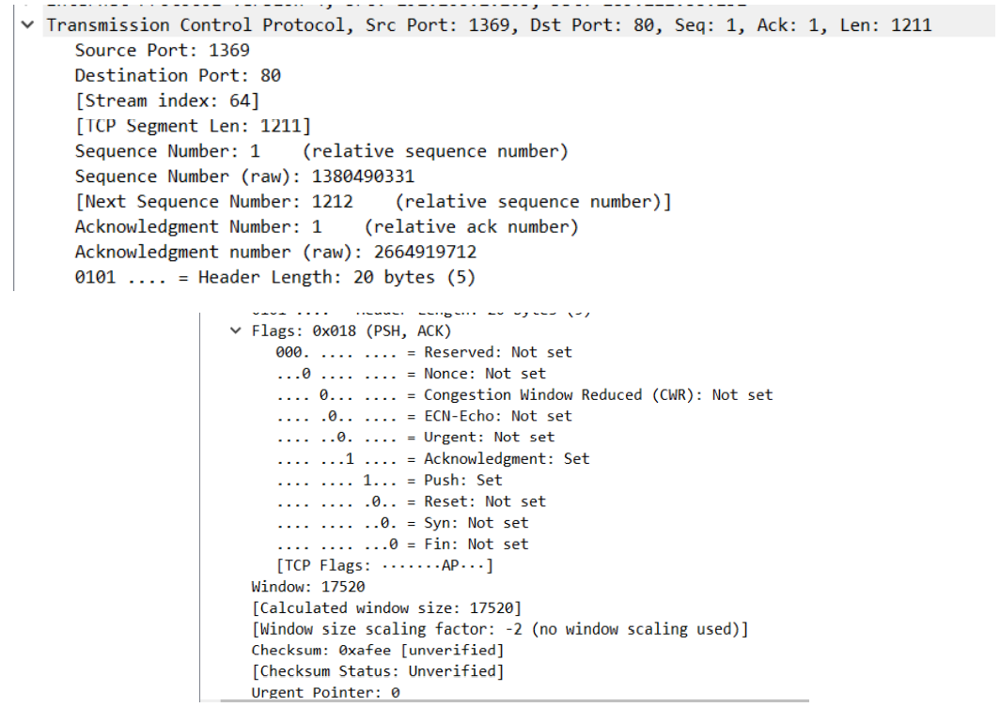 Transmission Control Protocol, Src Port: 1369, Dst Port: 80, Seq: 1, Ack: 1, Len: 1211
Source Port: 1369
Destination Port: 80
[Stream index: 64]
[TCP Segment Len: 1211]
Sequence Number: 1    (relative sequence number)
Sequence Number (raw): 1380490331
[Next Sequence Number: 1212    (relative sequence number)]
Acknowledgment Number: 1    (relative ack number)
Acknowledgment number (raw): 2664919712
0101 .... = Header Length: 20 bytes (5)
Flags: 0x018 (PSH, ACK)
000. .... .... = Reserved: Not set
...0 .... .... = Nonce: Not set
.... 0... .... = Congestion Window Reduced (CWR): Not set
.... .0.. .... = ECN-Echo: Not set
.... ..0. .... = Urgent: Not set
.... ...1 .... = Acknowledgment: Set
.... .... 1... = Push: Set
.... .... .0.. = Reset: Not set
.... .... ..0. = Syn: Not set
.... .... ...0 = Fin: Not set
[TCP Flags: ·······AP···]
Window: 17520
[Calculated window size: 17520]
[Window size scaling factor: -2 (no window scaling used)]
Checksum: 0xafee [unverified]
[Checksum Status: Unverified]
Urgent Pointer: 0